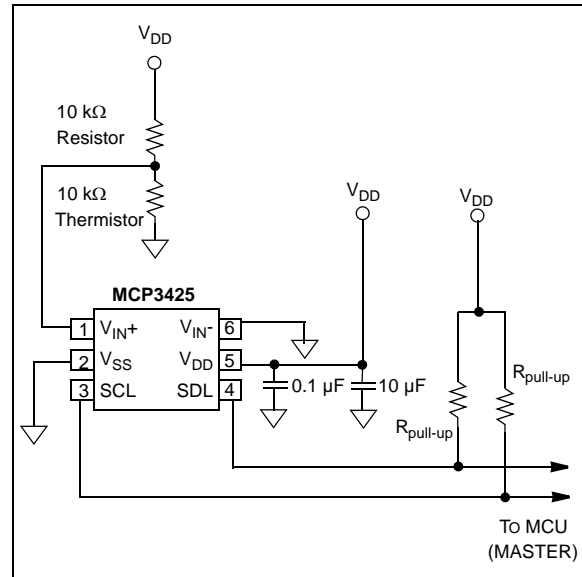 VDD
10 kΩ
Resistor
10 kΩ
Thermistor
VDD
VDD
MCP3425
1 VIN+ VIN- 6
2 VSS VDD 5
3 SCL SDL 4
0.1 µF
10 µF
Rpull-up
Rpull-up
TO MCU
(MASTER)